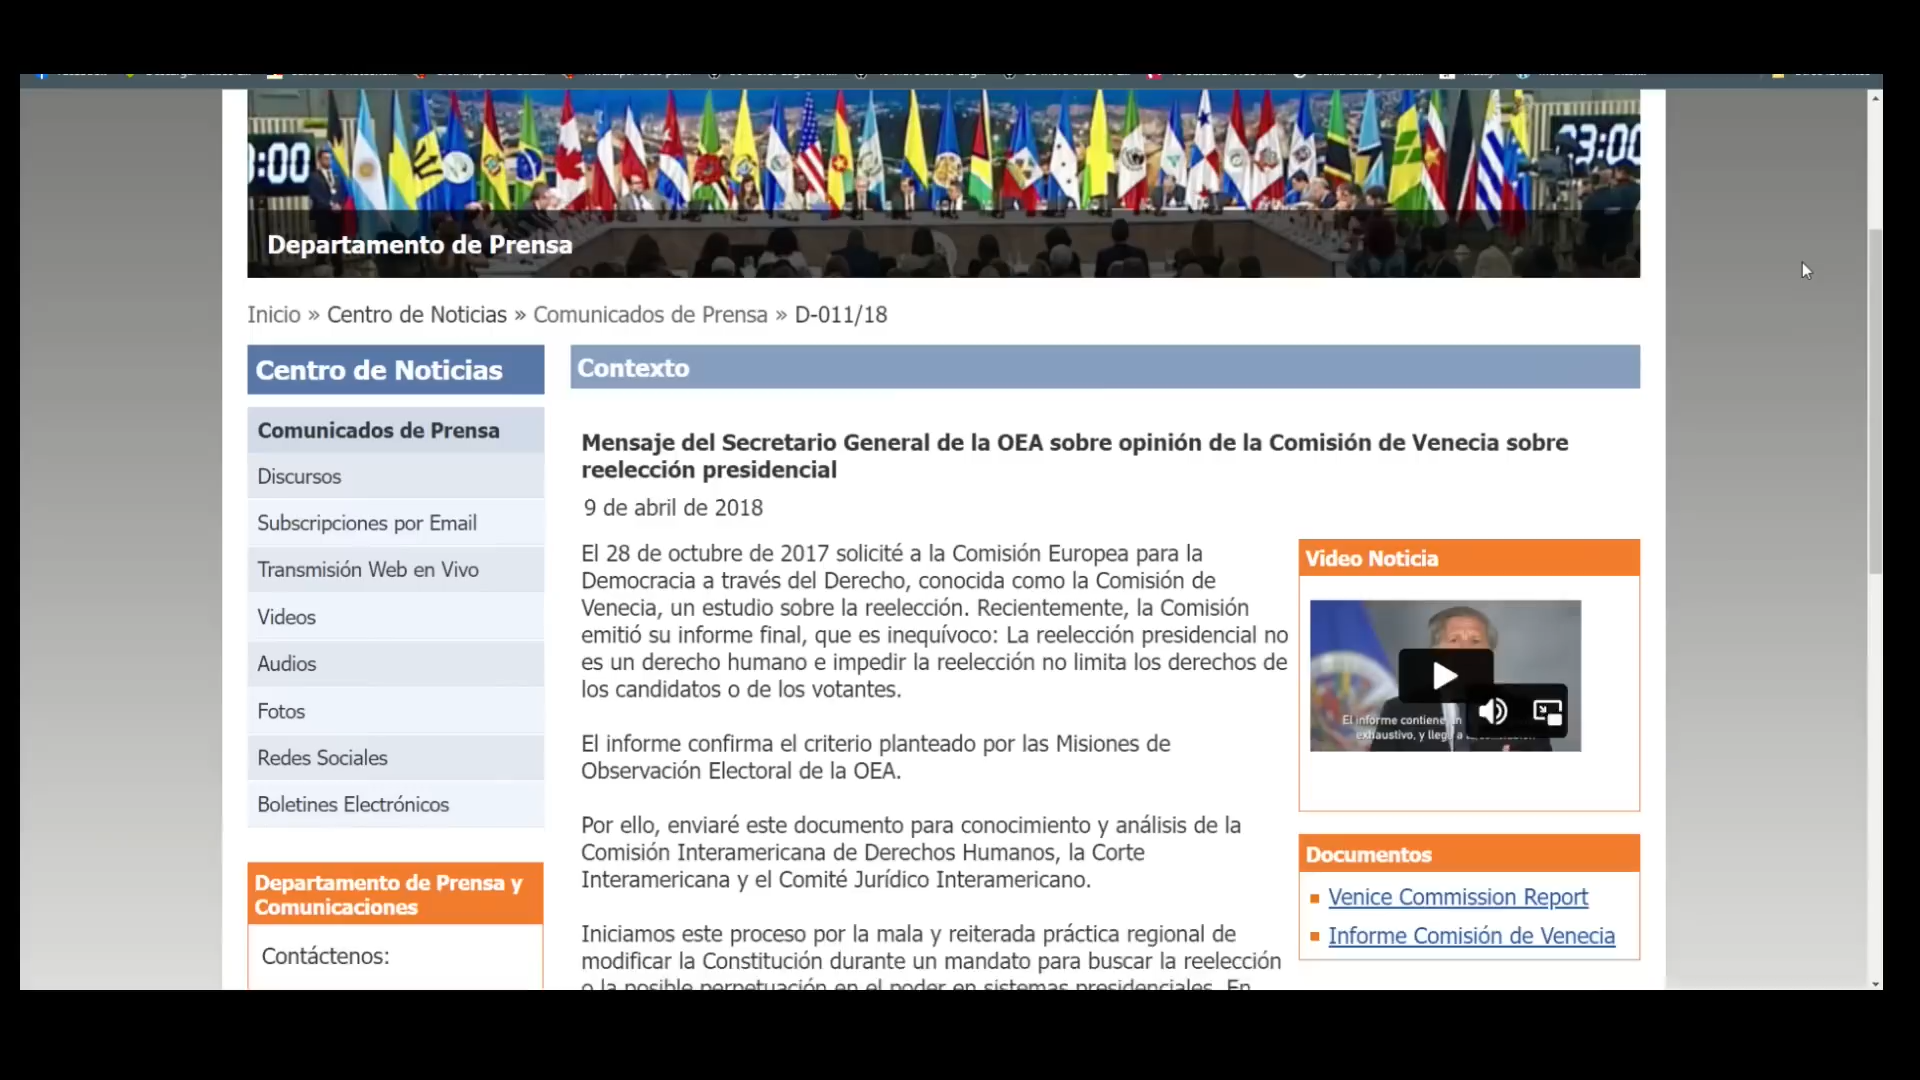 :00
23:00
Departamento de Prensa
Inicio » Centro de Noticias » Comunicados de Prensa » D-011/18
Centro de Noticias
Comunicados de Prensa
Discursos
Subscripciones por Email
Transmisión Web en Vivo
Videos
Audios
Fotos
Redes Sociales
Boletines Electrónicos
Departamento de Prensa y
Comunicaciones
Contáctenos:
Contexto
Mensaje del Secretario General de la OEA sobre opinión de la Comisión de Venecia sobre
reelección presidencial
9 de abril de 2018
El 28 de octubre de 2017 solicité a la Comisión Europea para la
Democracia a través del Derecho, conocida como la Comisión de
Venecia, un estudio sobre la reelección. Recientemente, la Comisión
emitió su informe final, que es inequívoco: La reelección presidencial no
es un derecho humano e impedir la reelección no limita los derechos de
los candidatos o de los votantes.
El informe confirma el criterio planteado por las Misiones de
Observación Electoral de la OEA.
Por ello, enviaré este documento para conocimiento y análisis de la
Comisión Interamericana de Derechos Humanos, la Corte
Interamericana y el Comité Jurídico Interamericano.
Iniciamos este proceso por la mala y reiterada práctica regional de
modificar la Constitución durante un mandato para buscar la reelección
o la posible perpetuación en el poder en sistemas presidenciales. En
Video Noticia
El informe contiene un
exhaustivo, y llega a
Documentos
Venice Commission Report
Informe Comisión de Venecia